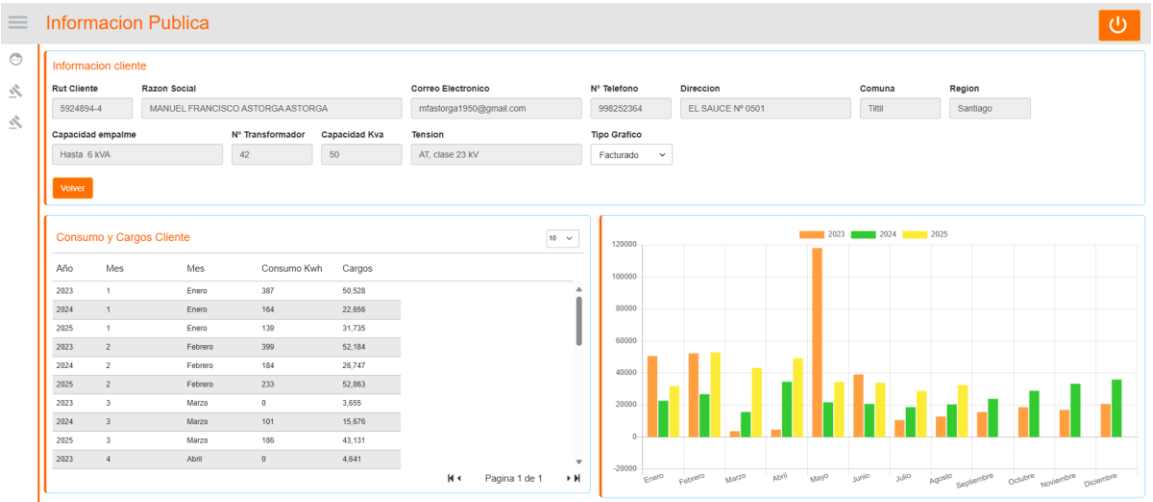 Informacion Publica
Informacion cliente
Rut Cliente Razon Social Correo Electronico Nº Telefono Direccion Comuna Region
5924894-4 MANUEL FRANCISCO ASTORGA ASTORGA mfastorga1950@gmail.com 998252364 EL SAUCE Nº 0501 Tiltil Santiago
Capacidad empalme Nº Transformador Capacidad Kva Tension Tipo Grafico
Hasta 6 kVA 42 50 AT, clase 23 kV Facturado
Volver
Consumo y Cargos Cliente 10
Año Mes Mes Consumo Kwh Cargos
2023 1 Enero 387 50,528
2024 1 Enero 164 22,656
2025 1 Enero 139 31,735
2023 2 Febrero 399 52,184
2024 2 Febrero 184 26,747
2025 2 Febrero 233 52,863
2023 3 Marzo 0 3,655
2024 3 Marzo 101 15,676
2025 3 Marzo 186 43,131
2023 4 Abril 0 4,641
Pagina 1 de 1
2023 2024 2025
120000
100000
80000
60000
40000
20000
0
-20000
Enero Febrero Marzo Abril Mayo Junio Julio Agosto Septiembre Octubre Noviembre Diciembre